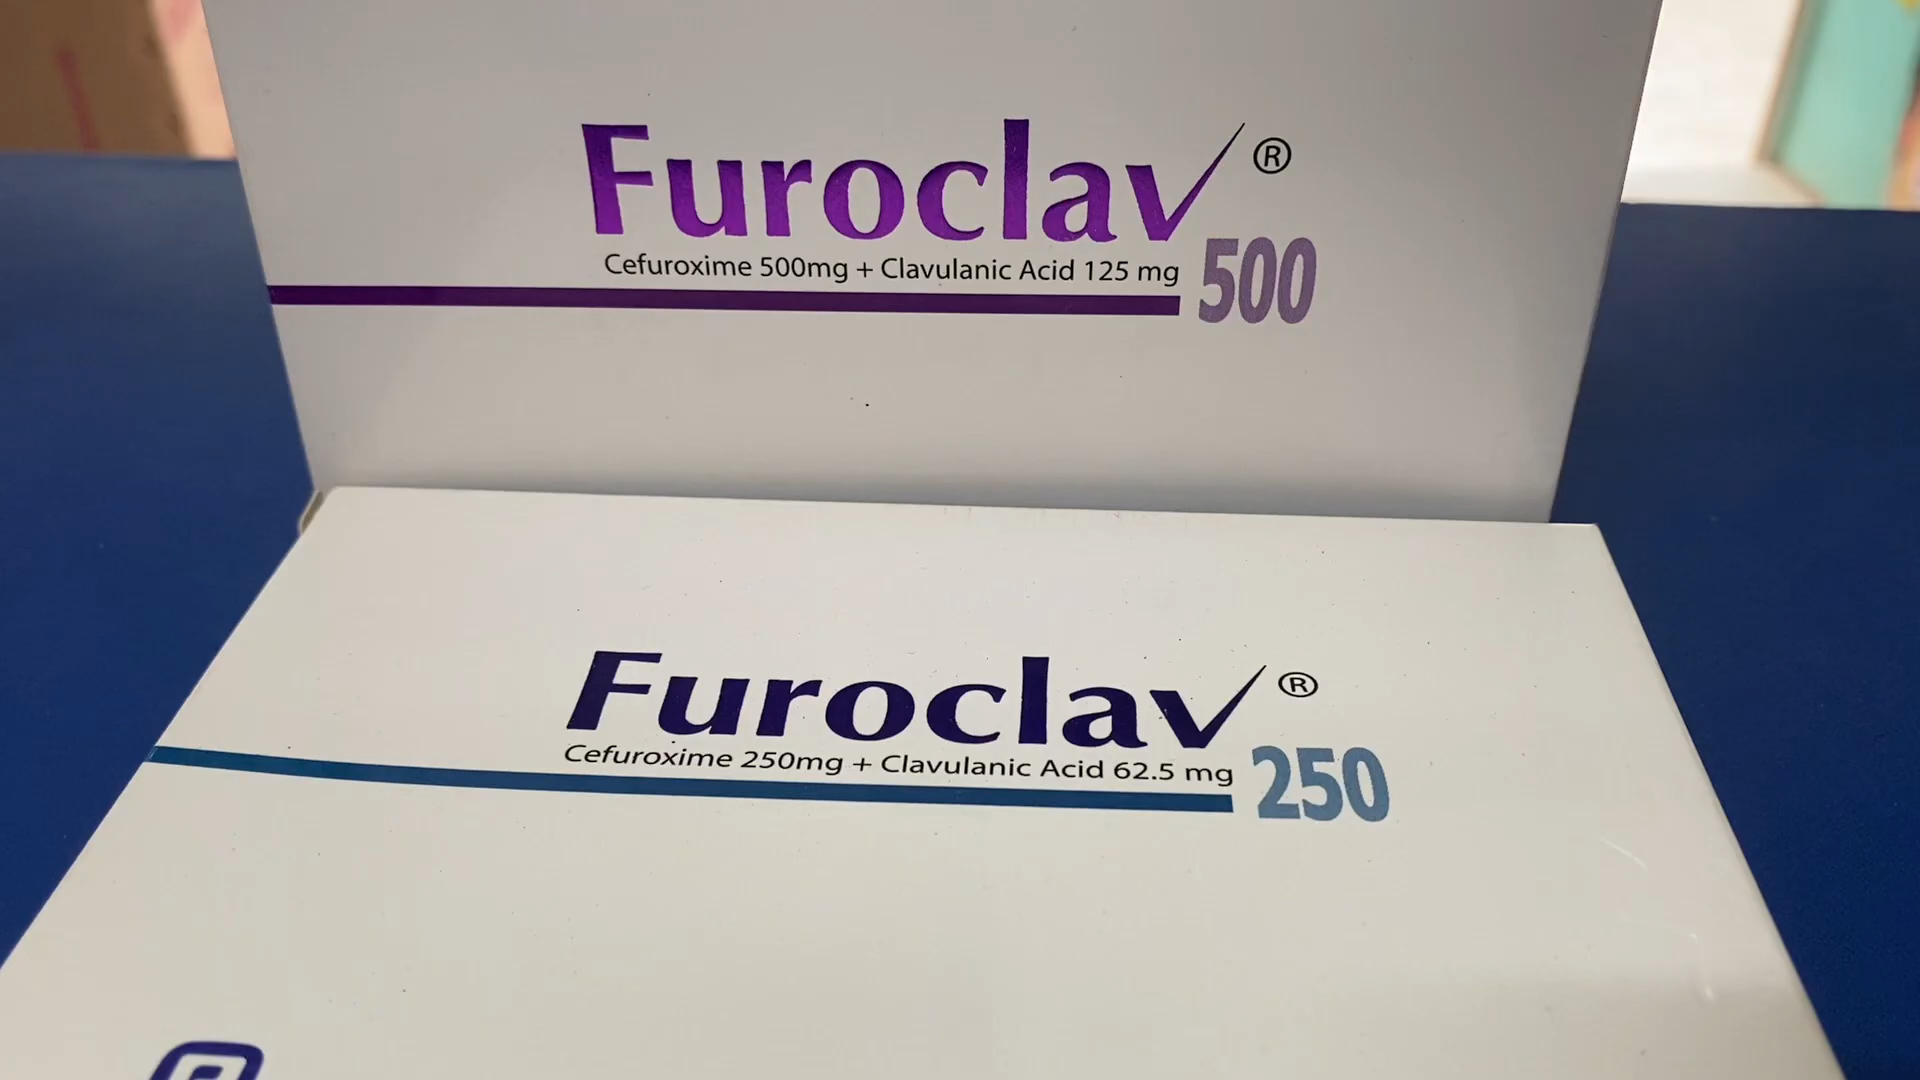 Furoclav®
Cefuroxime 500mg + Clavulanic Acid 125 mg
500
Furoclav®
Cefuroxime 250mg + Clavulanic Acid 62.5 mg
250